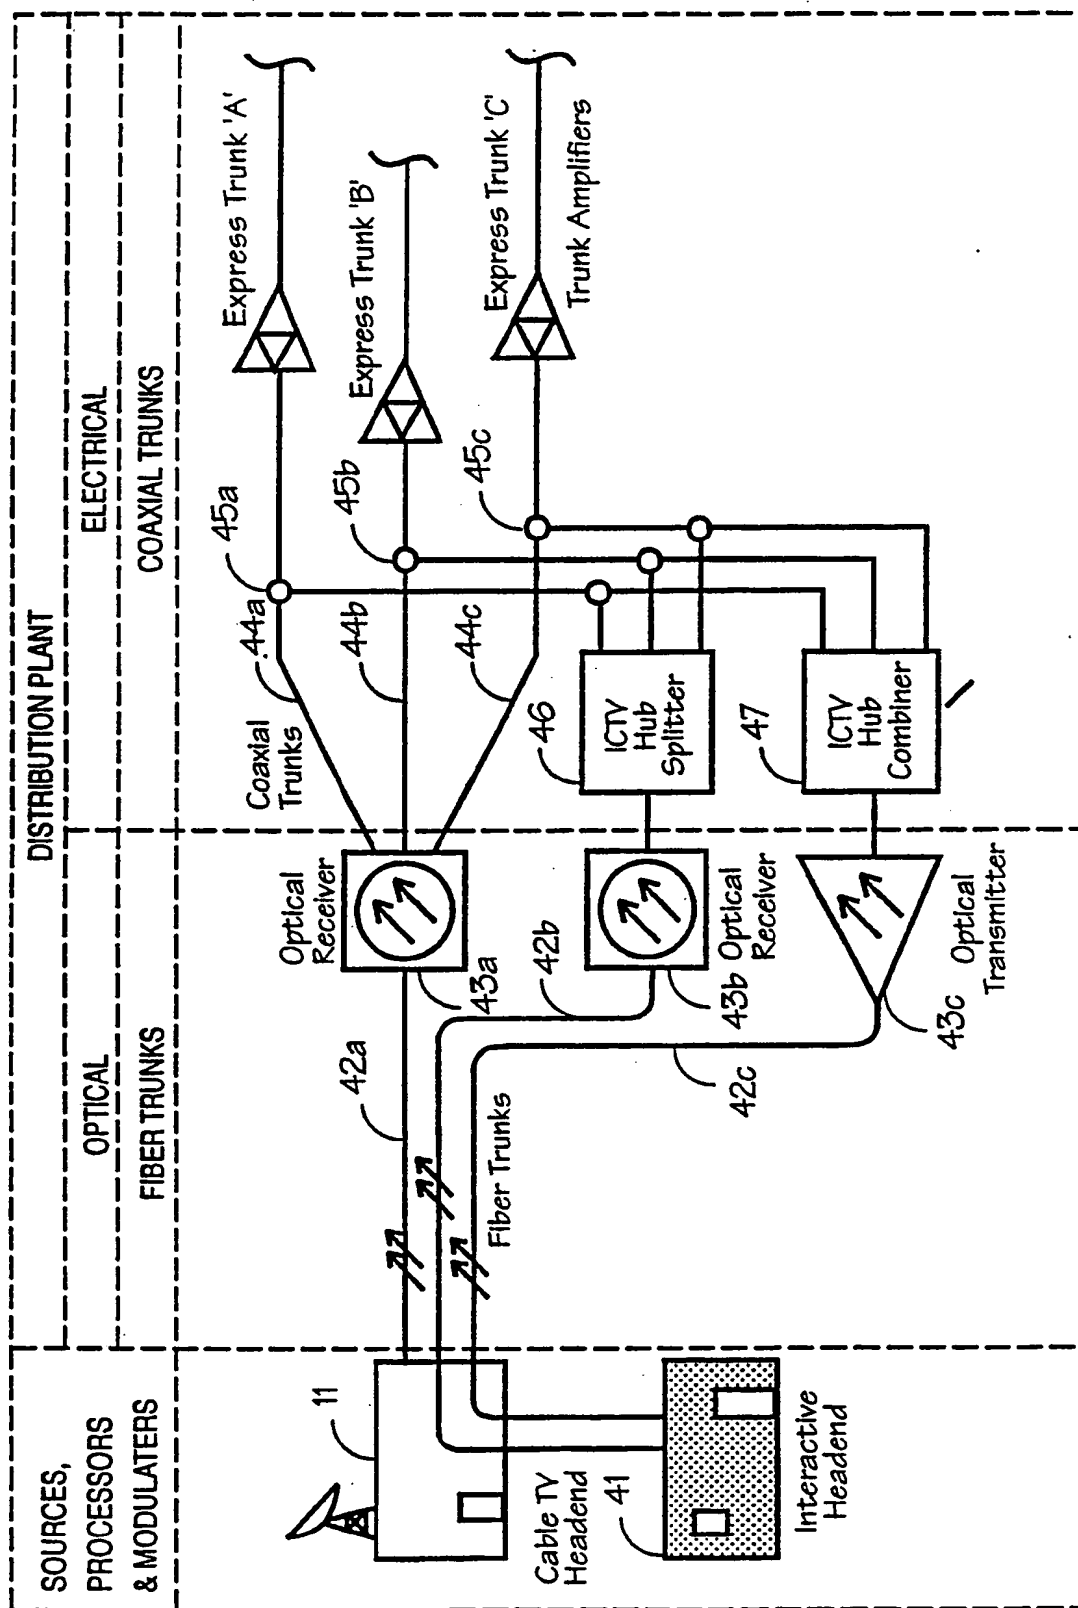 DISTRIBUTION PLANT
SOURCES,
PROCESSORS
& MODULATERS
OPTICAL
ELECTRICAL
FIBER TRUNKS
COAXIAL TRUNKS
Express Trunk 'A'
Express Trunk 'B'
Express Trunk 'C'
Trunk Amplifiers
45a
45b
45c
44a
44b
44c
Coaxial
Trunks
Optical
Receiver
43a
42a
11
Cable TV
Headend
41
Interactive
Headend
Fiber Trunks
42b
42c
43b
Optical
Receiver
43c
Optical
Transmitter
46
ICTV
Hub
Splitter
47
ICTV
Hub
Combiner